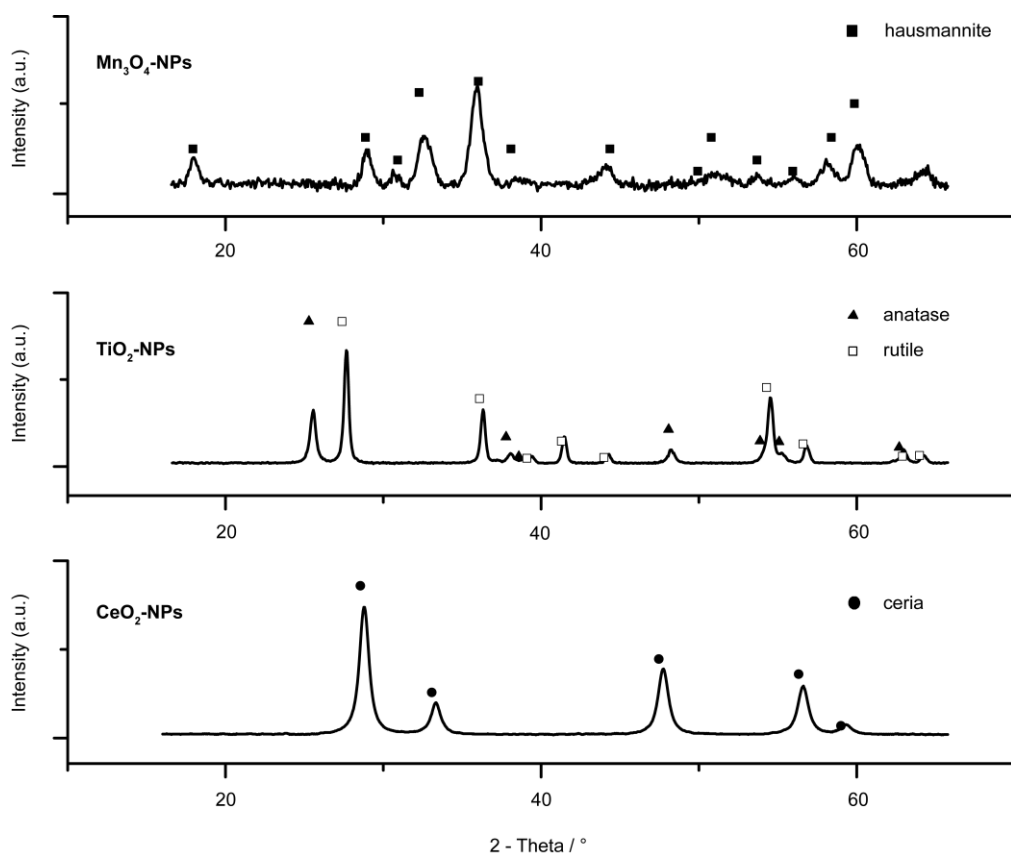 Intensity (a.u.)
Mn₃O₄-NPs
■ hausmannite
20 40 60
Intensity (a.u.)
TiO₂-NPs
▲ anatase
□ rutile
20 40 60
Intensity (a.u.)
CeO₂-NPs
● ceria
20 40 60
2 - Theta / °